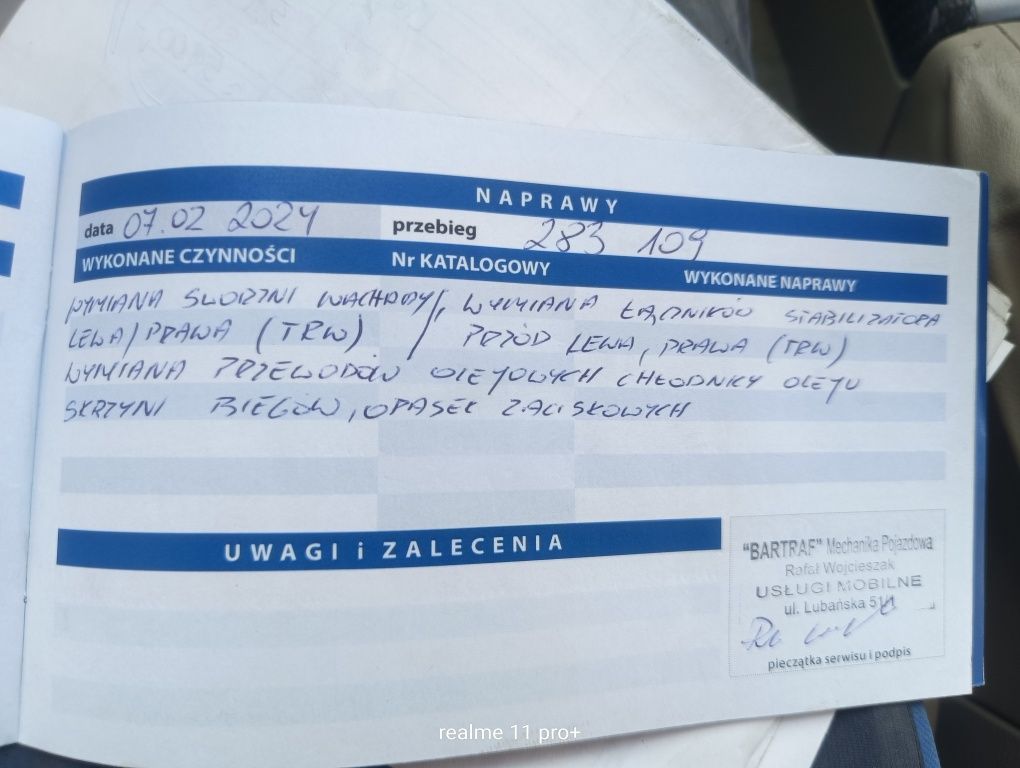 NAPRAWY
data 07.02 2024 przebieg 283 109
WYKONANE CZYNNOŚCI Nr KATALOGOWY WYKONANE NAPRAWY
WYMIANA SWORZNI WACHACZY, WYMIANA ŁĄCZNIKÓW STABILIZATORA
LEWA/PRAWA (TRW) / PRZÓD LEWA, PRAWA (TRW)
WYMIANA PRZEWODÓW OLEJOWYCH CHŁODNICY OLEJU
SKRZYNI BIEGÓW, OPASEK ZACISKOWYCH
UWAGI i ZALECENIA
"BARTRAF" Mechanika Pojazdowa
Rafał Wojcieszak
USŁUGI MOBILNE
ul. Lubańska 51/1
pieczątka serwisu i podpis
realme 11 pro+